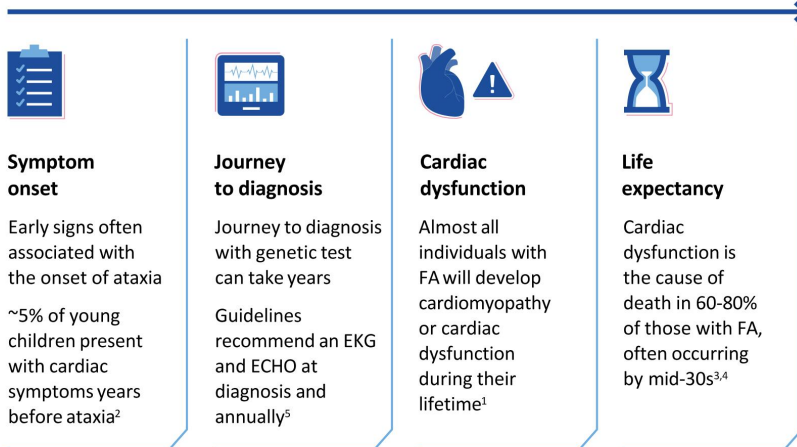 Symptom
onset
Early signs often
associated with
the onset of ataxia
~5% of young
children present
with cardiac
symptoms years
before ataxia²
Journey
to diagnosis
Journey to diagnosis
with genetic test
can take years
Guidelines
recommend an EKG
and ECHO at
diagnosis and
annually⁵
Cardiac
dysfunction
Almost all
individuals with
FA will develop
cardiomyopathy
or cardiac
dysfunction
during their
lifetime¹
Life
expectancy
Cardiac
dysfunction is
the cause of
death in 60-80%
of those with FA,
often occurring
by mid-30s³,⁴